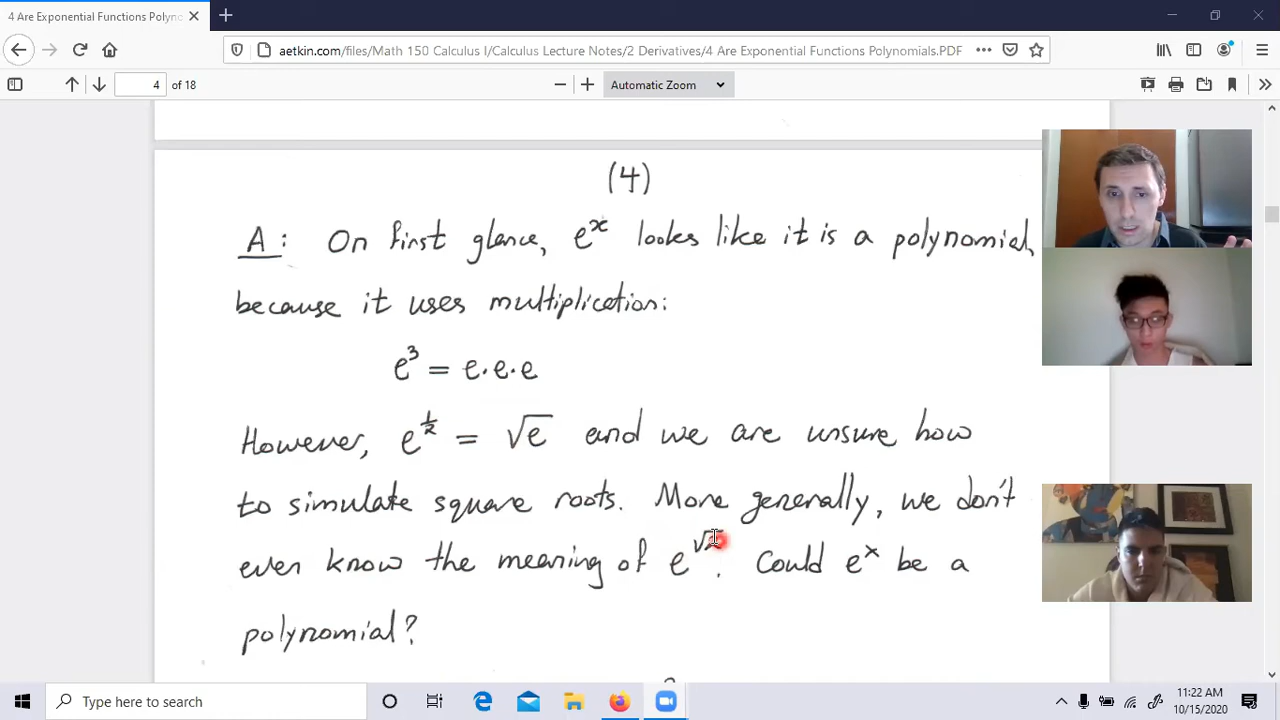 4 Are Exponential Functions Polync
aetkin.com/files/Math 150 Calculus I/Calculus Lecture Notes/2 Derivatives/4 Are Exponential Functions Polynomials.PDF
4 of 18
Automatic Zoom
(4)
A: On first glance, e^x looks like it is a polynomial,
because it uses multiplication:
e^3 = e·e·e
However, e^½ = √e and we are unsure how
to simulate square roots. More generally, we don't
even know the meaning of e^√. Could e^x be a
polynomial?
Type here to search
11:22 AM
10/15/2020